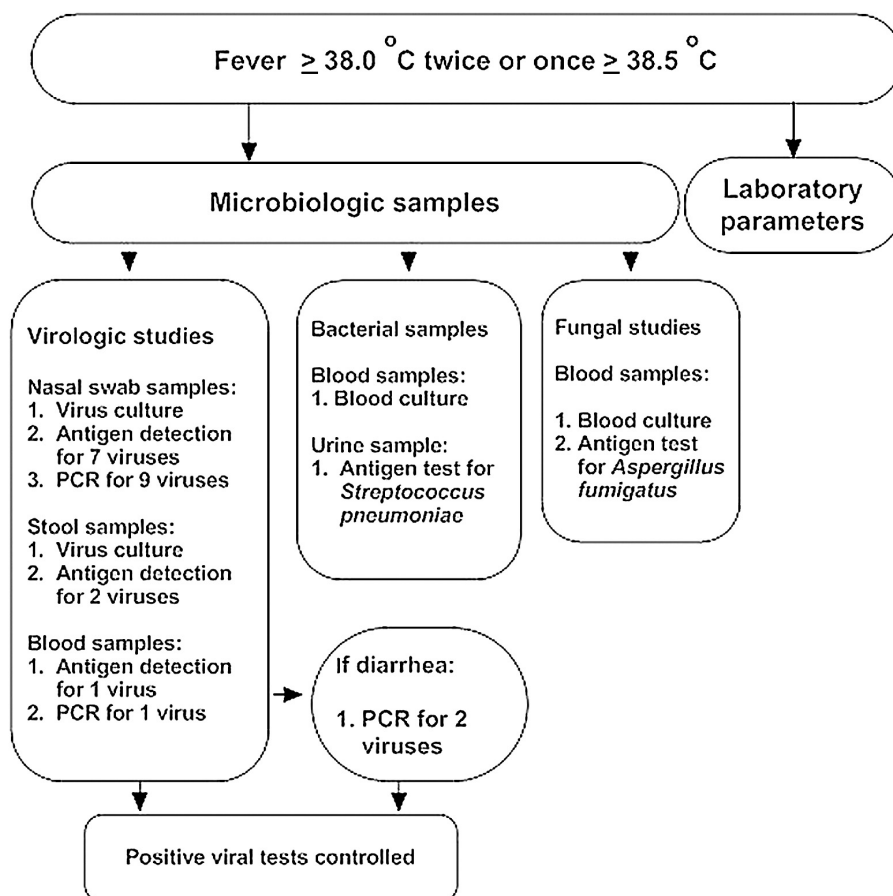 Fever ≥ 38.0 °C twice or once ≥ 38.5 °C
Microbiologic samples
Laboratory
parameters
Virologic studies
Nasal swab samples:
1. Virus culture
2. Antigen detection
for 7 viruses
3. PCR for 9 viruses
Stool samples:
1. Virus culture
2. Antigen detection
for 2 viruses
Blood samples:
1. Antigen detection
for 1 virus
2. PCR for 1 virus
Bacterial samples
Blood samples:
1. Blood culture
Urine sample:
1. Antigen test for
Streptococcus
pneumoniae
Fungal studies
Blood samples:
1. Blood culture
2. Antigen test
for Aspergillus
fumigatus
If diarrhea:
1. PCR for 2
viruses
Positive viral tests controlled